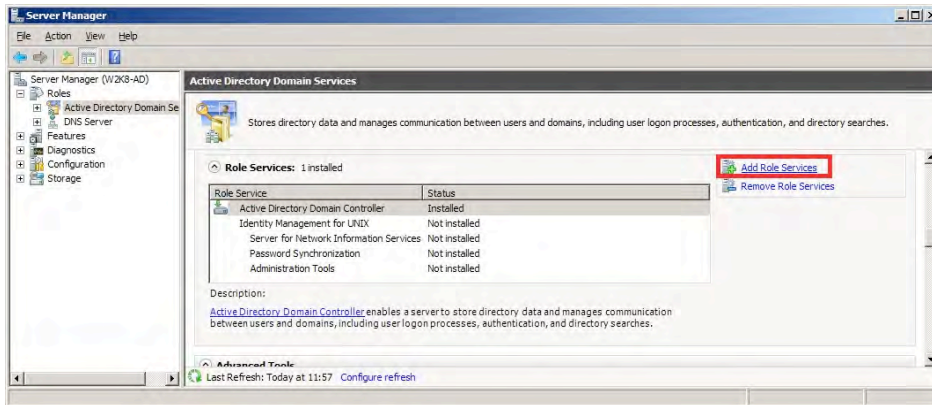 Server Manager
File Action View Help
Server Manager (W2K8-AD)
Roles
Active Directory Domain Se
DNS Server
Features
Diagnostics
Configuration
Storage
Active Directory Domain Services
Stores directory data and manages communication between users and domains, including user logon processes, authentication, and directory searches.
Role Services: 1 installed
Add Role Services
Remove Role Services
Role Service Status
Active Directory Domain Controller Installed
Identity Management for UNIX Not installed
Server for Network Information Services Not installed
Password Synchronization Not installed
Administration Tools Not installed
Description:
Active Directory Domain Controller enables a server to store directory data and manages communication
between users and domains, including user logon processes, authentication, and directory searches.
Advanced Tools
Last Refresh: Today at 11:57 Configure refresh